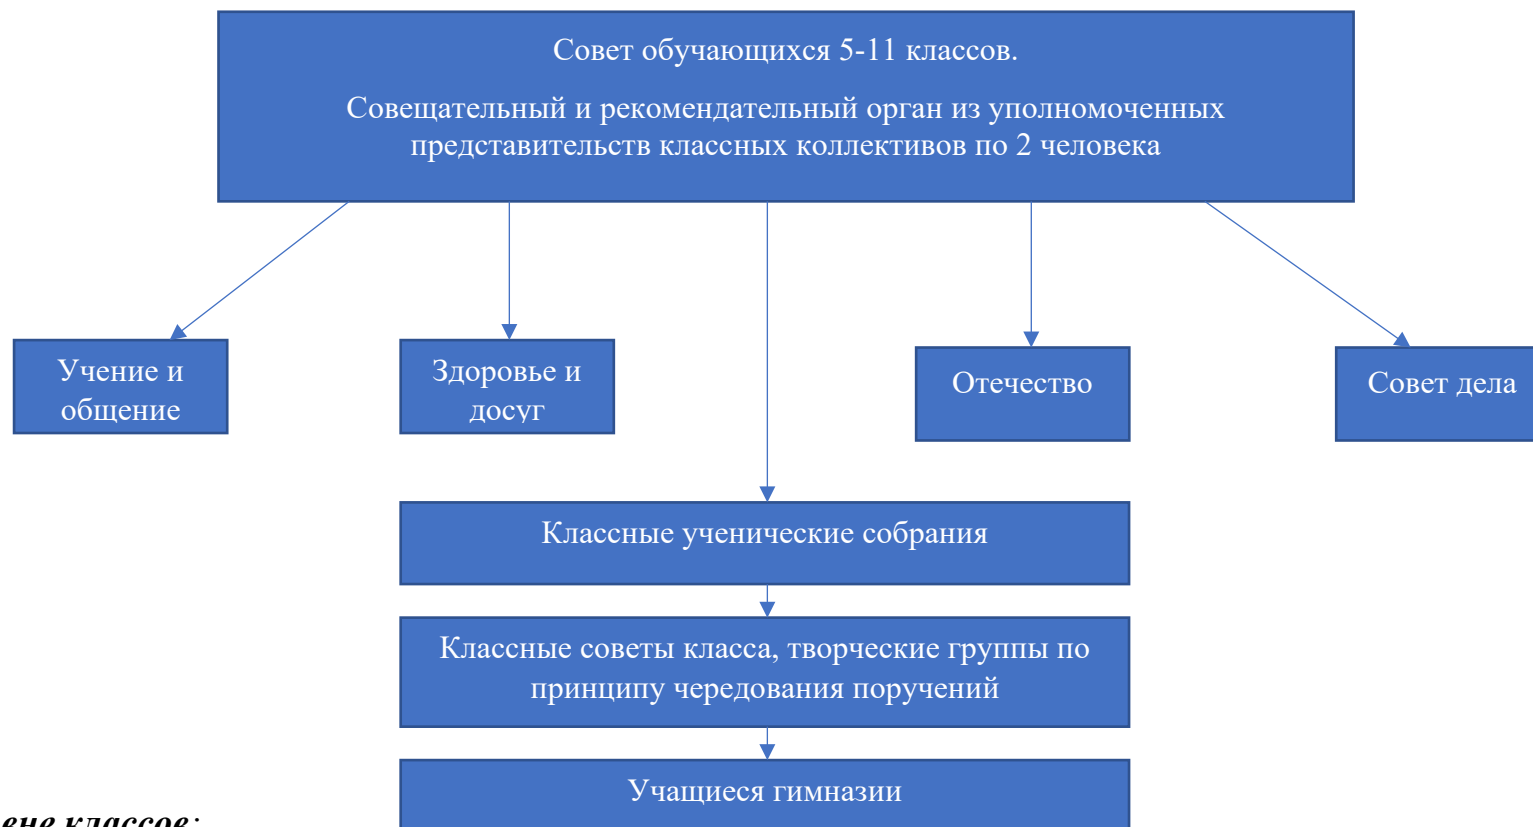 Совет обучающихся 5-11 классов.
Совещательный и рекомендательный орган из уполномоченных
представительств классных коллективов по 2 человека
Учение и
общение
Здоровье и
досуг
Отечество
Совет дела
Классные ученические собрания
Классные советы класса, творческие группы по
принципу чередования поручений
Учащиеся гимназии
классов: